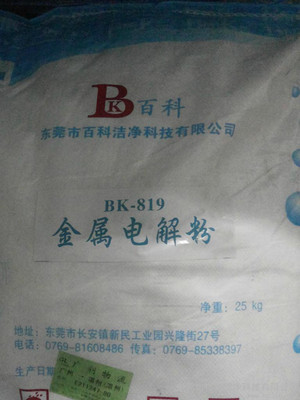 BK 百科
东莞市百科洁净科技有限公司
BK-819
金属电解粉
净重：25 kg
地址：东莞市长安镇新民工业园兴隆街27号
电话：0769-81608486 传真：0769-85338397
生产日期